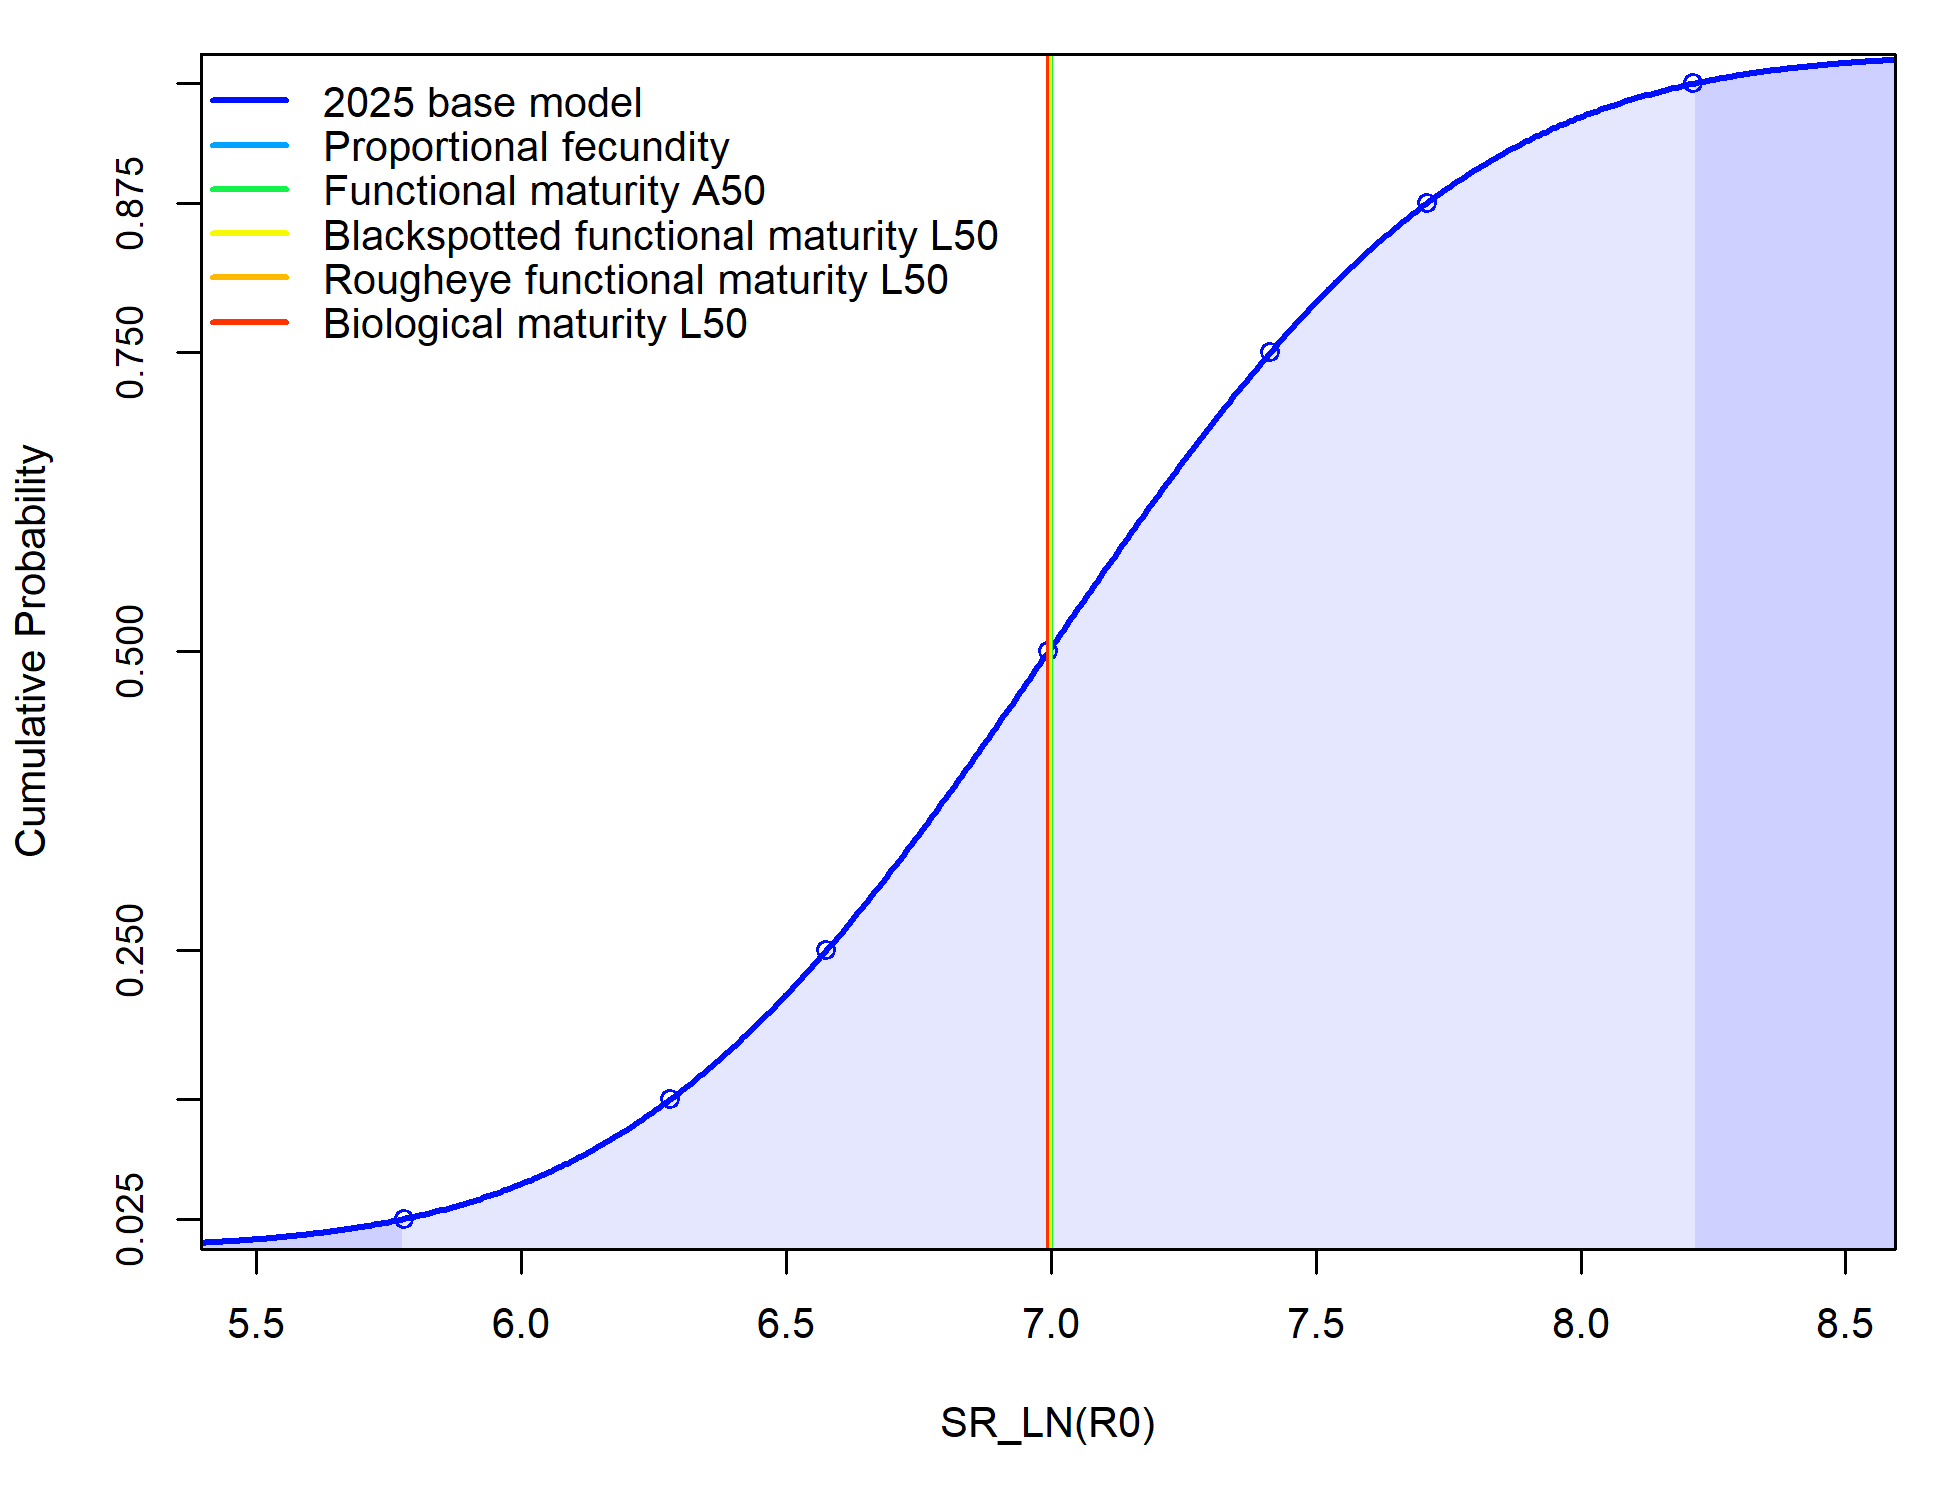 2025 base model
Proportional fecundity
Functional maturity A50
Blackspotted functional maturity L50
Rougheye functional maturity L50
Biological maturity L50
Cumulative Probability
0.875
0.750
0.500
0.250
0.025
5.5 6.0 6.5 7.0 7.5 8.0 8.5
SR_LN(R0)